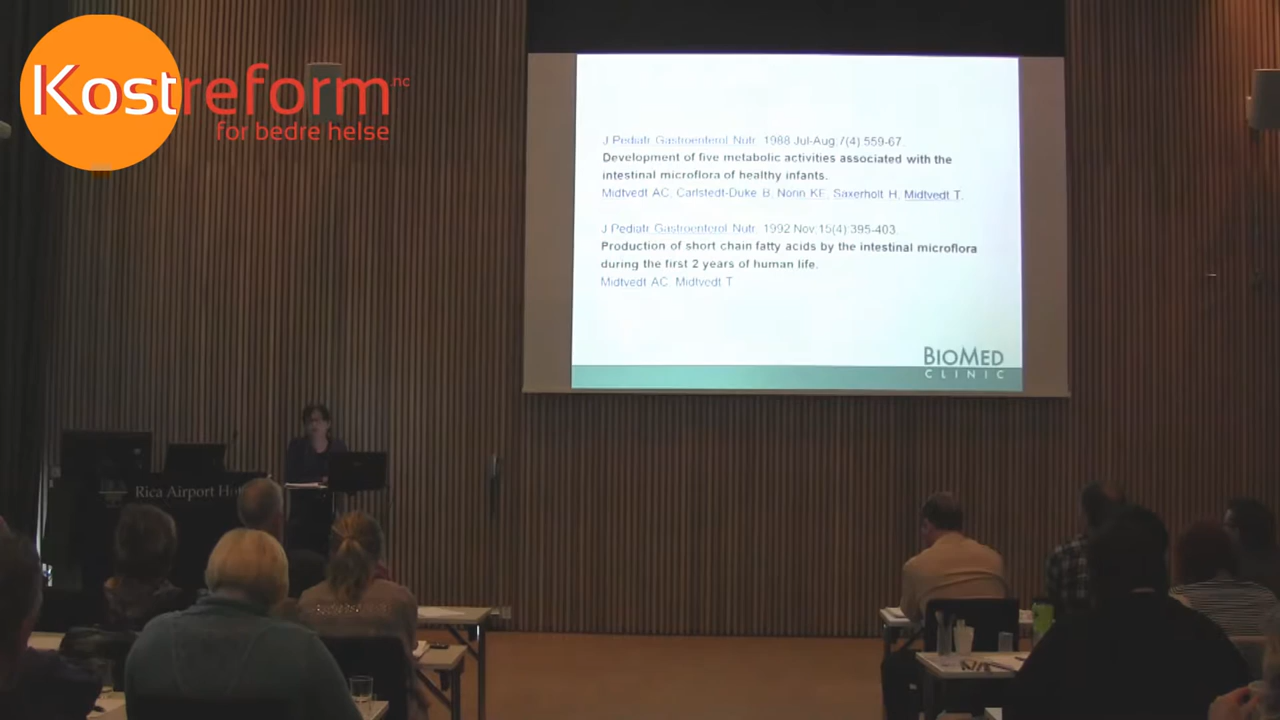 Kostreform.nc
for bedre helse
J Pediatr Gastroenterol Nutr. 1988 Jul-Aug;7(4) 559-67.
Development of five metabolic activities associated with the
intestinal microflora of healthy infants.
Midtvedt AC, Carlstedt-Duke B, Norin KE, Saxerholt H, Midtvedt T.
J Pediatr Gastroenterol Nutr. 1992 Nov;15(4) 395-403.
Production of short chain fatty acids by the intestinal microflora
during the first 2 years of human life.
Midtvedt AC, Midtvedt T
BIOMED
CLINIC
Rica Airport